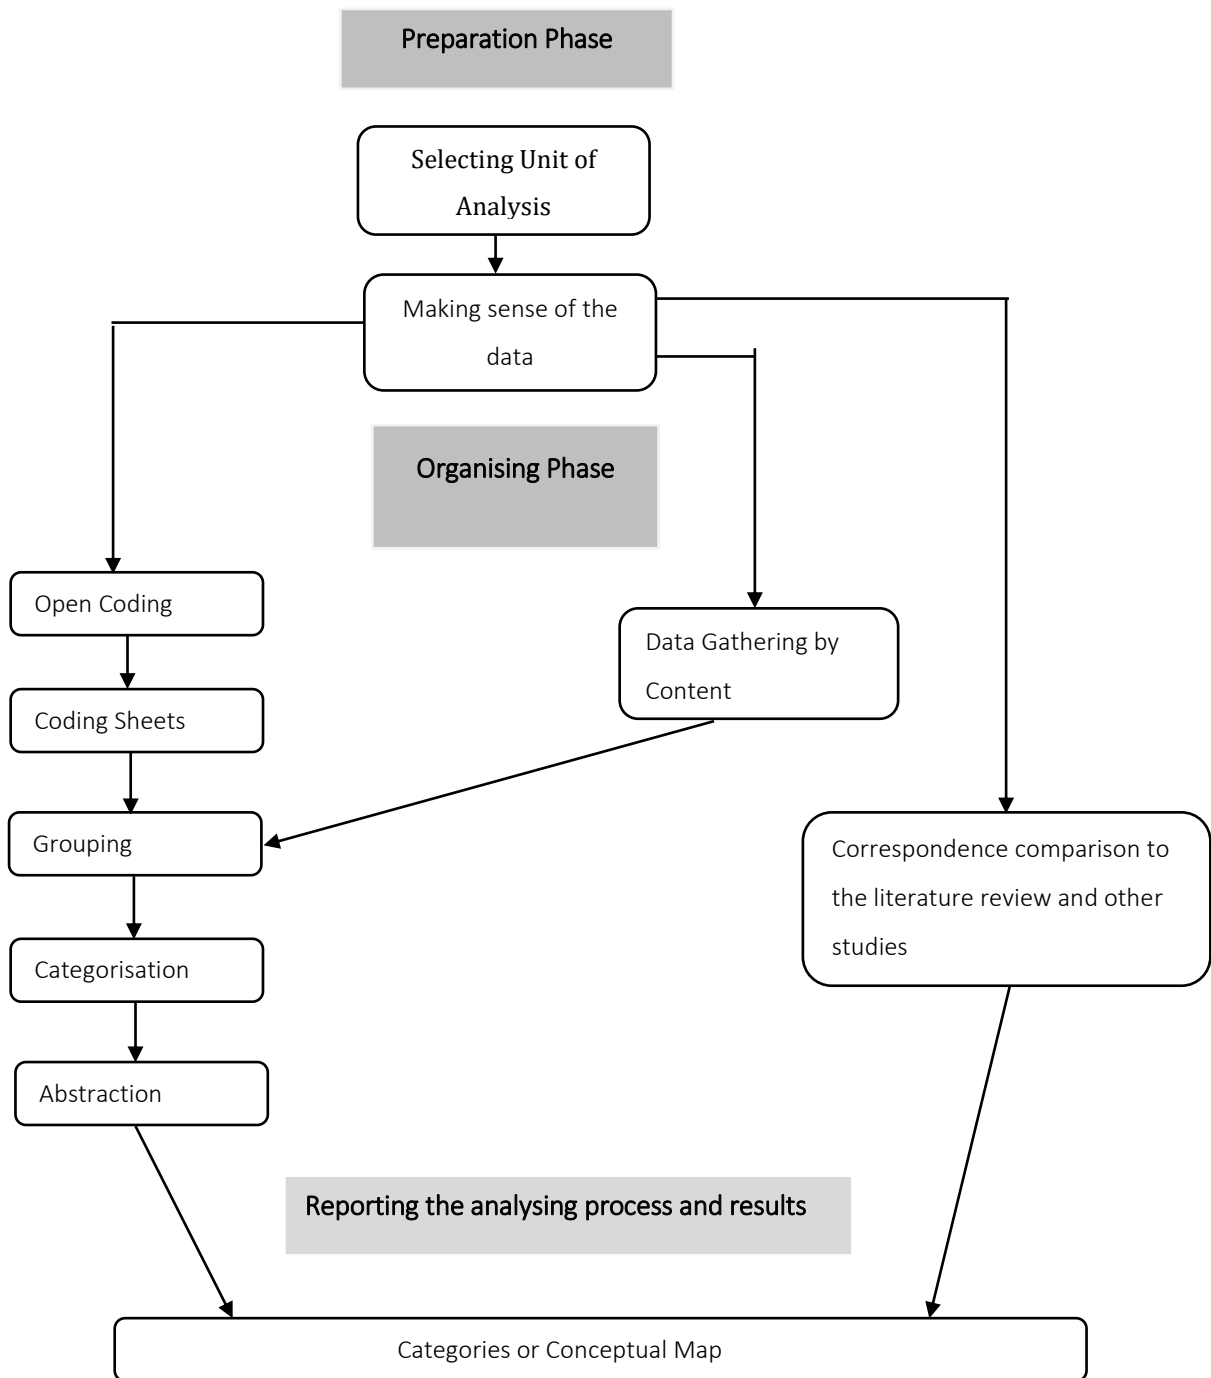 Preparation Phase
Selecting Unit of
Analysis
Making sense of the
data
Organising Phase
Open Coding
Data Gathering by
Content
Coding Sheets
Grouping
Correspondence comparison to
the literature review and other
studies
Categorisation
Abstraction
Reporting the analysing process and results
Categories or Conceptual Map